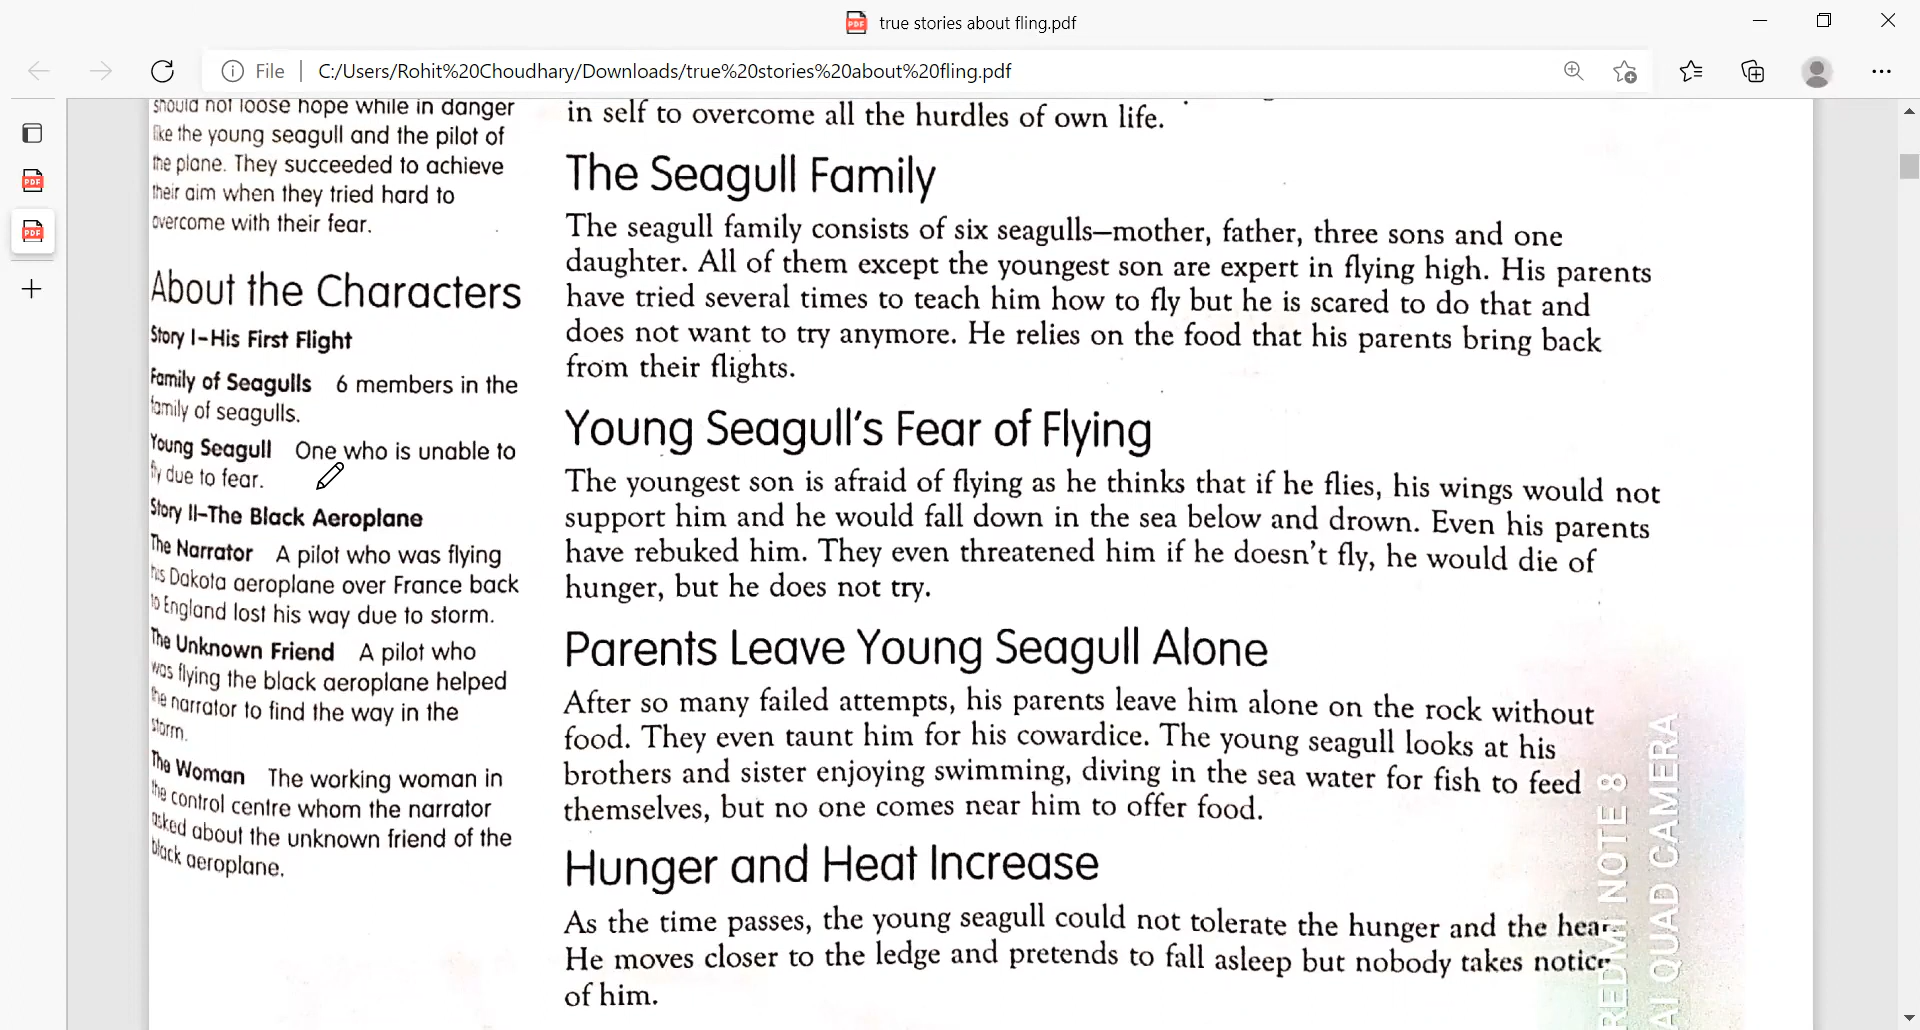 true stories about fling.pdf
File
C:/Users/Rohit%20Choudhary/Downloads/true%20stories%20about%20fling.pdf
should not loose hope while in danger
like the young seagull and the pilot of
the plane. They succeeded to achieve
their aim when they tried hard to
overcome with their fear.
About the Characters
Story I–His First Flight
Family of Seagulls 6 members in the
family of seagulls.
Young Seagull One who is unable to
fly due to fear.
Story II–The Black Aeroplane
The Narrator A pilot who was flying
his Dakota aeroplane over France back
to England lost his way due to storm.
The Unknown Friend A pilot who
was flying the black aeroplane helped
the narrator to find the way in the
storm.
The Woman The working woman in
the control centre whom the narrator
asked about the unknown friend of the
black aeroplane.
in self to overcome all the hurdles of own life.
The Seagull Family
The seagull family consists of six seagulls—mother, father, three sons and one
daughter. All of them except the youngest son are expert in flying high. His parents
have tried several times to teach him how to fly but he is scared to do that and
does not want to try anymore. He relies on the food that his parents bring back
from their flights.
Young Seagull's Fear of Flying
The youngest son is afraid of flying as he thinks that if he flies, his wings would not
support him and he would fall down in the sea below and drown. Even his parents
have rebuked him. They even threatened him if he doesn't fly, he would die of
hunger, but he does not try.
Parents Leave Young Seagull Alone
After so many failed attempts, his parents leave him alone on the rock without
food. They even taunt him for his cowardice. The young seagull looks at his
brothers and sister enjoying swimming, diving in the sea water for fish to feed
themselves, but no one comes near him to offer food.
Hunger and Heat Increase
As the time passes, the young seagull could not tolerate the hunger and the
He moves closer to the ledge and pretends to fall asleep but nobody takes notice
of him.
REDMI NOTE 8
AI QUAD CAMERA